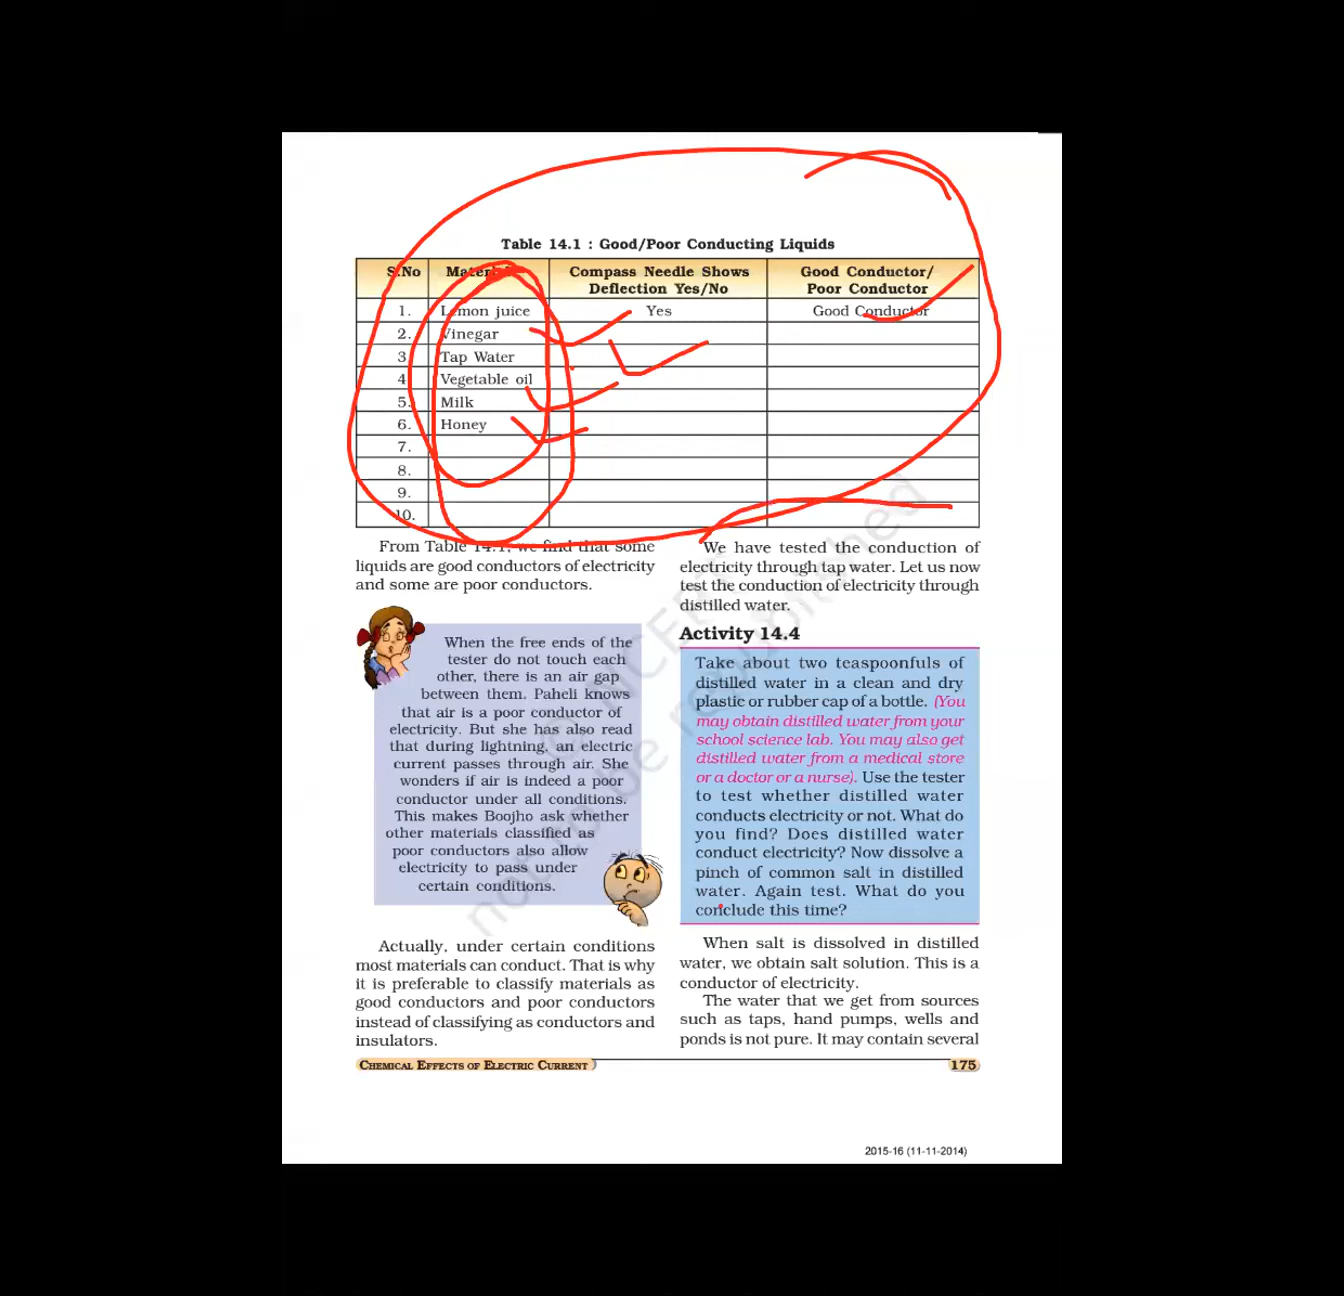 Table 14.1 : Good/Poor Conducting Liquids
S.No Material Compass Needle Shows Deflection Yes/No Good Conductor/ Poor Conductor
1. Lemon juice Yes Good Conductor
2. Vinegar
3 Tap Water
4 Vegetable oil
5. Milk
6. Honey
7.
8.
9.
10.
From Table 14.1, we find that some
liquids are good conductors of electricity
and some are poor conductors.
When the free ends of the
tester do not touch each
other, there is an air gap
between them. Paheli knows
that air is a poor conductor of
electricity. But she has also read
that during lightning, an electric
current passes through air. She
wonders if air is indeed a poor
conductor under all conditions.
This makes Boojho ask whether
other materials classified as
poor conductors also allow
electricity to pass under
certain conditions.
Actually, under certain conditions
most materials can conduct. That is why
it is preferable to classify materials as
good conductors and poor conductors
instead of classifying as conductors and
insulators.
We have tested the conduction of
electricity through tap water. Let us now
test the conduction of electricity through
distilled water.
Activity 14.4
Take about two teaspoonfuls of
distilled water in a clean and dry
plastic or rubber cap of a bottle. (You
may obtain distilled water from your
school science lab. You may also get
distilled water from a medical store
or a doctor or a nurse). Use the tester
to test whether distilled water
conducts electricity or not. What do
you find? Does distilled water
conduct electricity? Now dissolve a
pinch of common salt in distilled
water. Again test. What do you
conclude this time?
When salt is dissolved in distilled
water, we obtain salt solution. This is a
conductor of electricity.
The water that we get from sources
such as taps, hand pumps, wells and
ponds is not pure. It may contain several
CHEMICAL EFFECTS OF ELECTRIC CURRENT 175
2015-16 (11-11-2014)
© NCERT
not to be republished